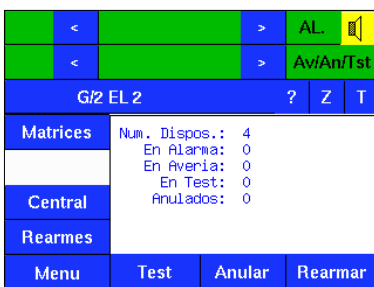 < > AL.
< > Av/An/Tst
G/2 EL 2 ? Z T
Matrices
Num. Dispos.: 4
En Alarma: 0
En Averia: 0
En Test: 0
Anulados: 0
Central
Rearmes
Menu Test Anular Rearmar